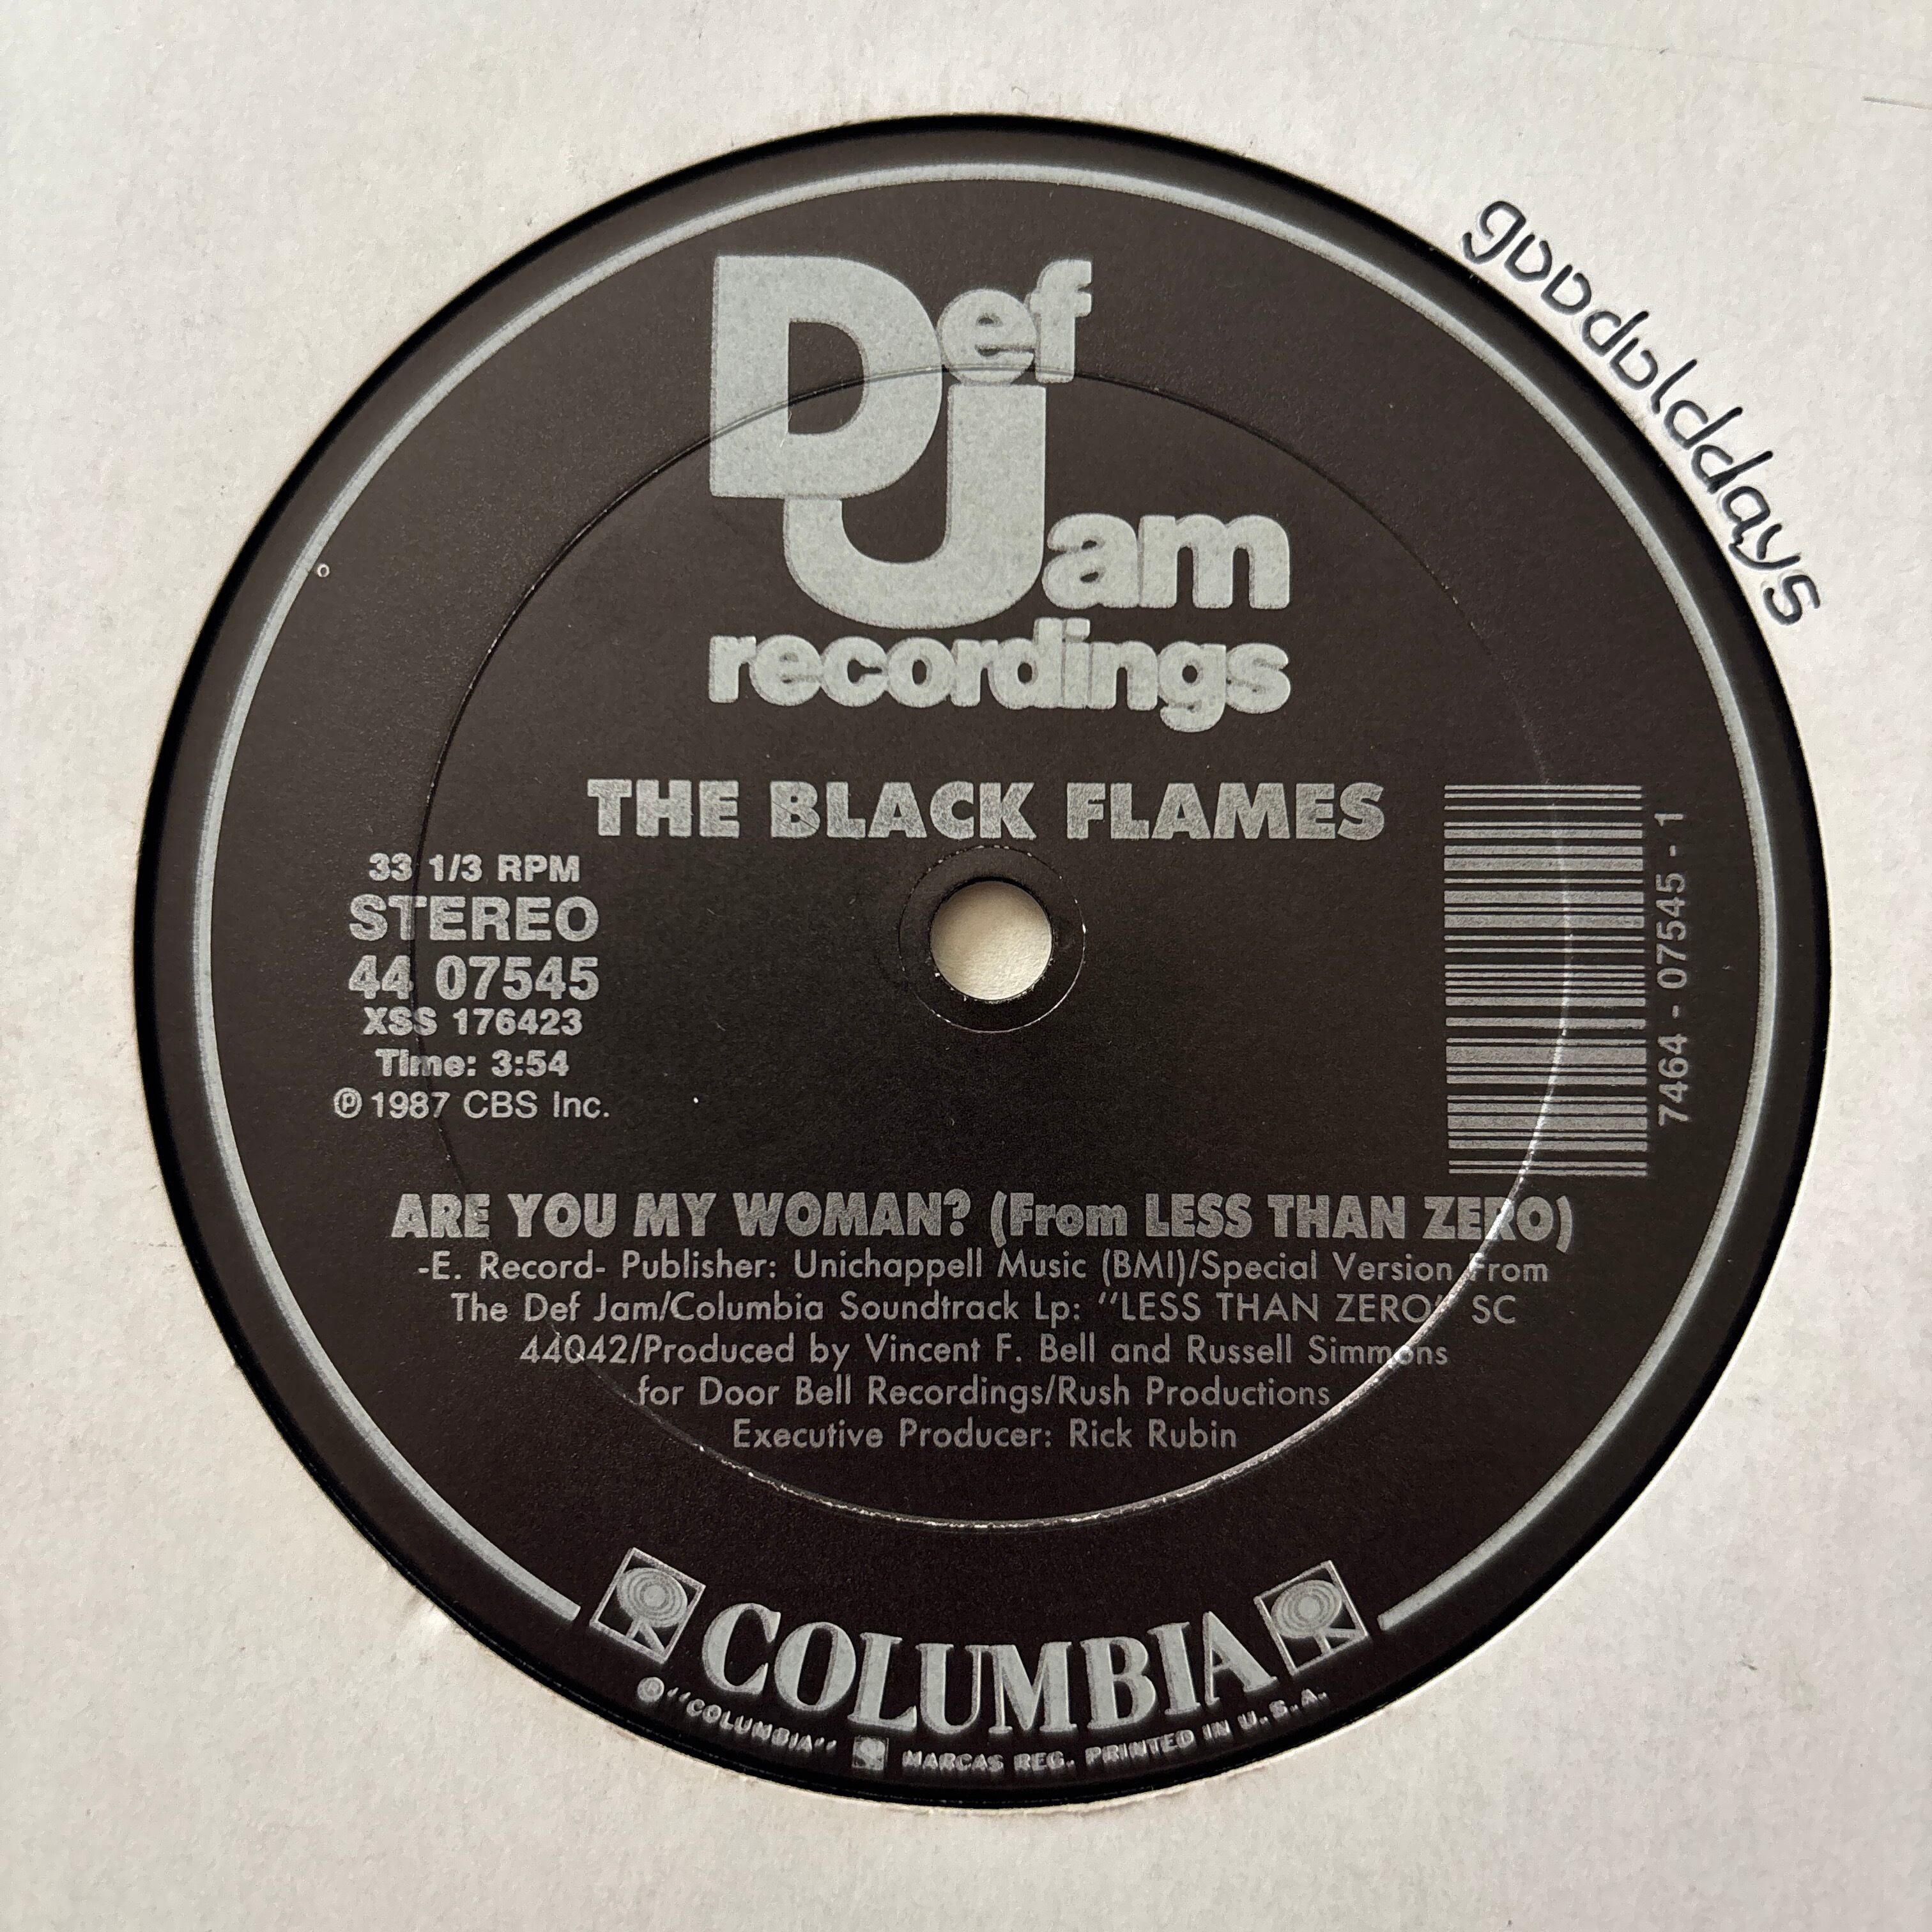 gooddolddays
Def
Jam
recordings
THE BLACK FLAMES
33 1/3 RPM
STEREO
44 07545
XSS 176423
Time: 3:54
℗ 1987 CBS Inc.
7464 - 07545 - 1
ARE YOU MY WOMAN? (From LESS THAN ZERO)
-E. Record- Publisher: Unichappell Music (BMI)/Special Version From
The Def Jam/Columbia Soundtrack Lp: "LESS THAN ZERO" SC
44042/Produced by Vincent F. Bell and Russell Simmons
for Door Bell Recordings/Rush Productions
Executive Producer: Rick Rubin
COLUMBIA
® "COLUMBIA" MARCAS REG. PRINTED IN U.S.A.